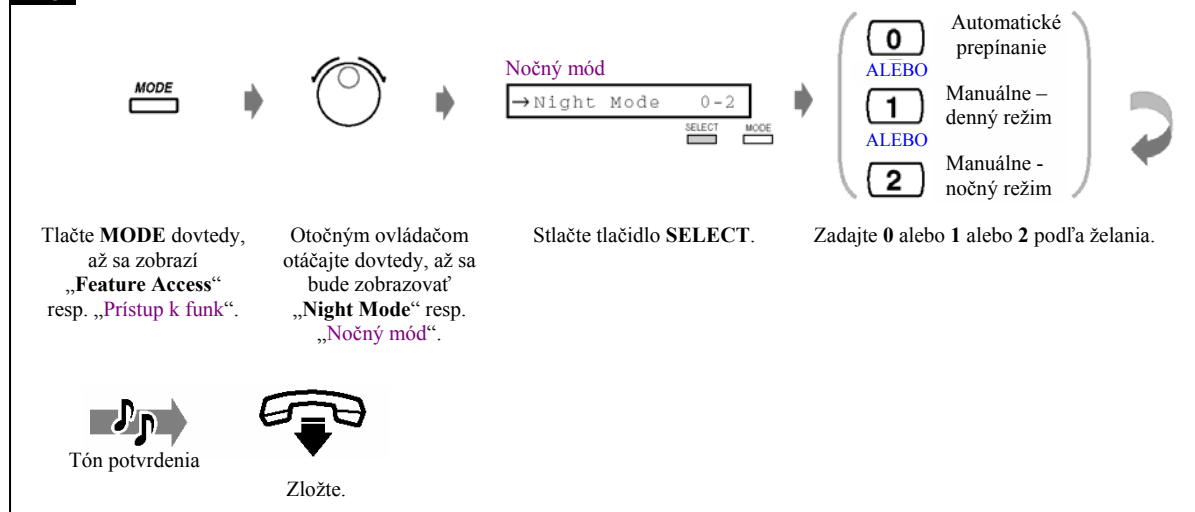 MODE
Nočný mód
→Night Mode 0-2
SELECT MODE
0
Automatické
prepínanie
ALEBO
1
Manuálne –
denný režim
ALEBO
2
Manuálne -
nočný režim
Tlačte MODE dovtedy,
až sa zobrazí
„Feature Access“
resp. „Prístup k funk“.
Otočným ovládačom
otáčajte dovtedy, až sa
bude zobrazovať
„Night Mode“ resp.
„Nočný mód“.
Stlačte tlačidlo SELECT.
Zadajte 0 alebo 1 alebo 2 podľa želania.
Tón potvrdenia
Zložte.